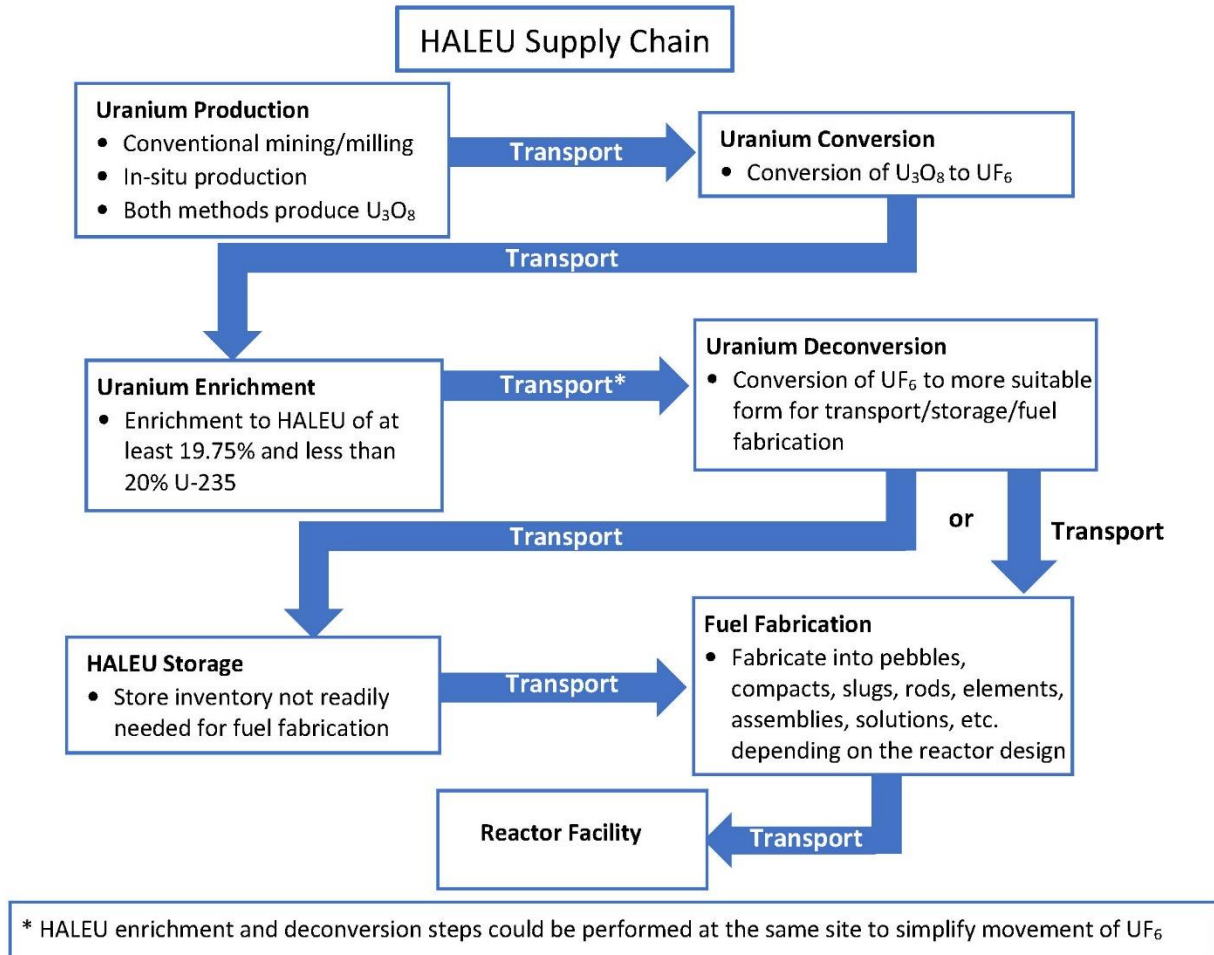 HALEU Supply Chain
Uranium Production
• Conventional mining/milling
• In-situ production
• Both methods produce U₃O₈
Transport
Uranium Conversion
• Conversion of U₃O₈ to UF₆
Transport
Uranium Enrichment
• Enrichment to HALEU of at
least 19.75% and less than
20% U-235
Transport*
Uranium Deconversion
• Conversion of UF₆ to more suitable
form for transport/storage/fuel
fabrication
Transport
or
Transport
HALEU Storage
• Store inventory not readily
needed for fuel fabrication
Transport
Fuel Fabrication
• Fabricate into pebbles,
compacts, slugs, rods, elements,
assemblies, solutions, etc.
depending on the reactor design
Transport
Reactor Facility
* HALEU enrichment and deconversion steps could be performed at the same site to simplify movement of UF₆